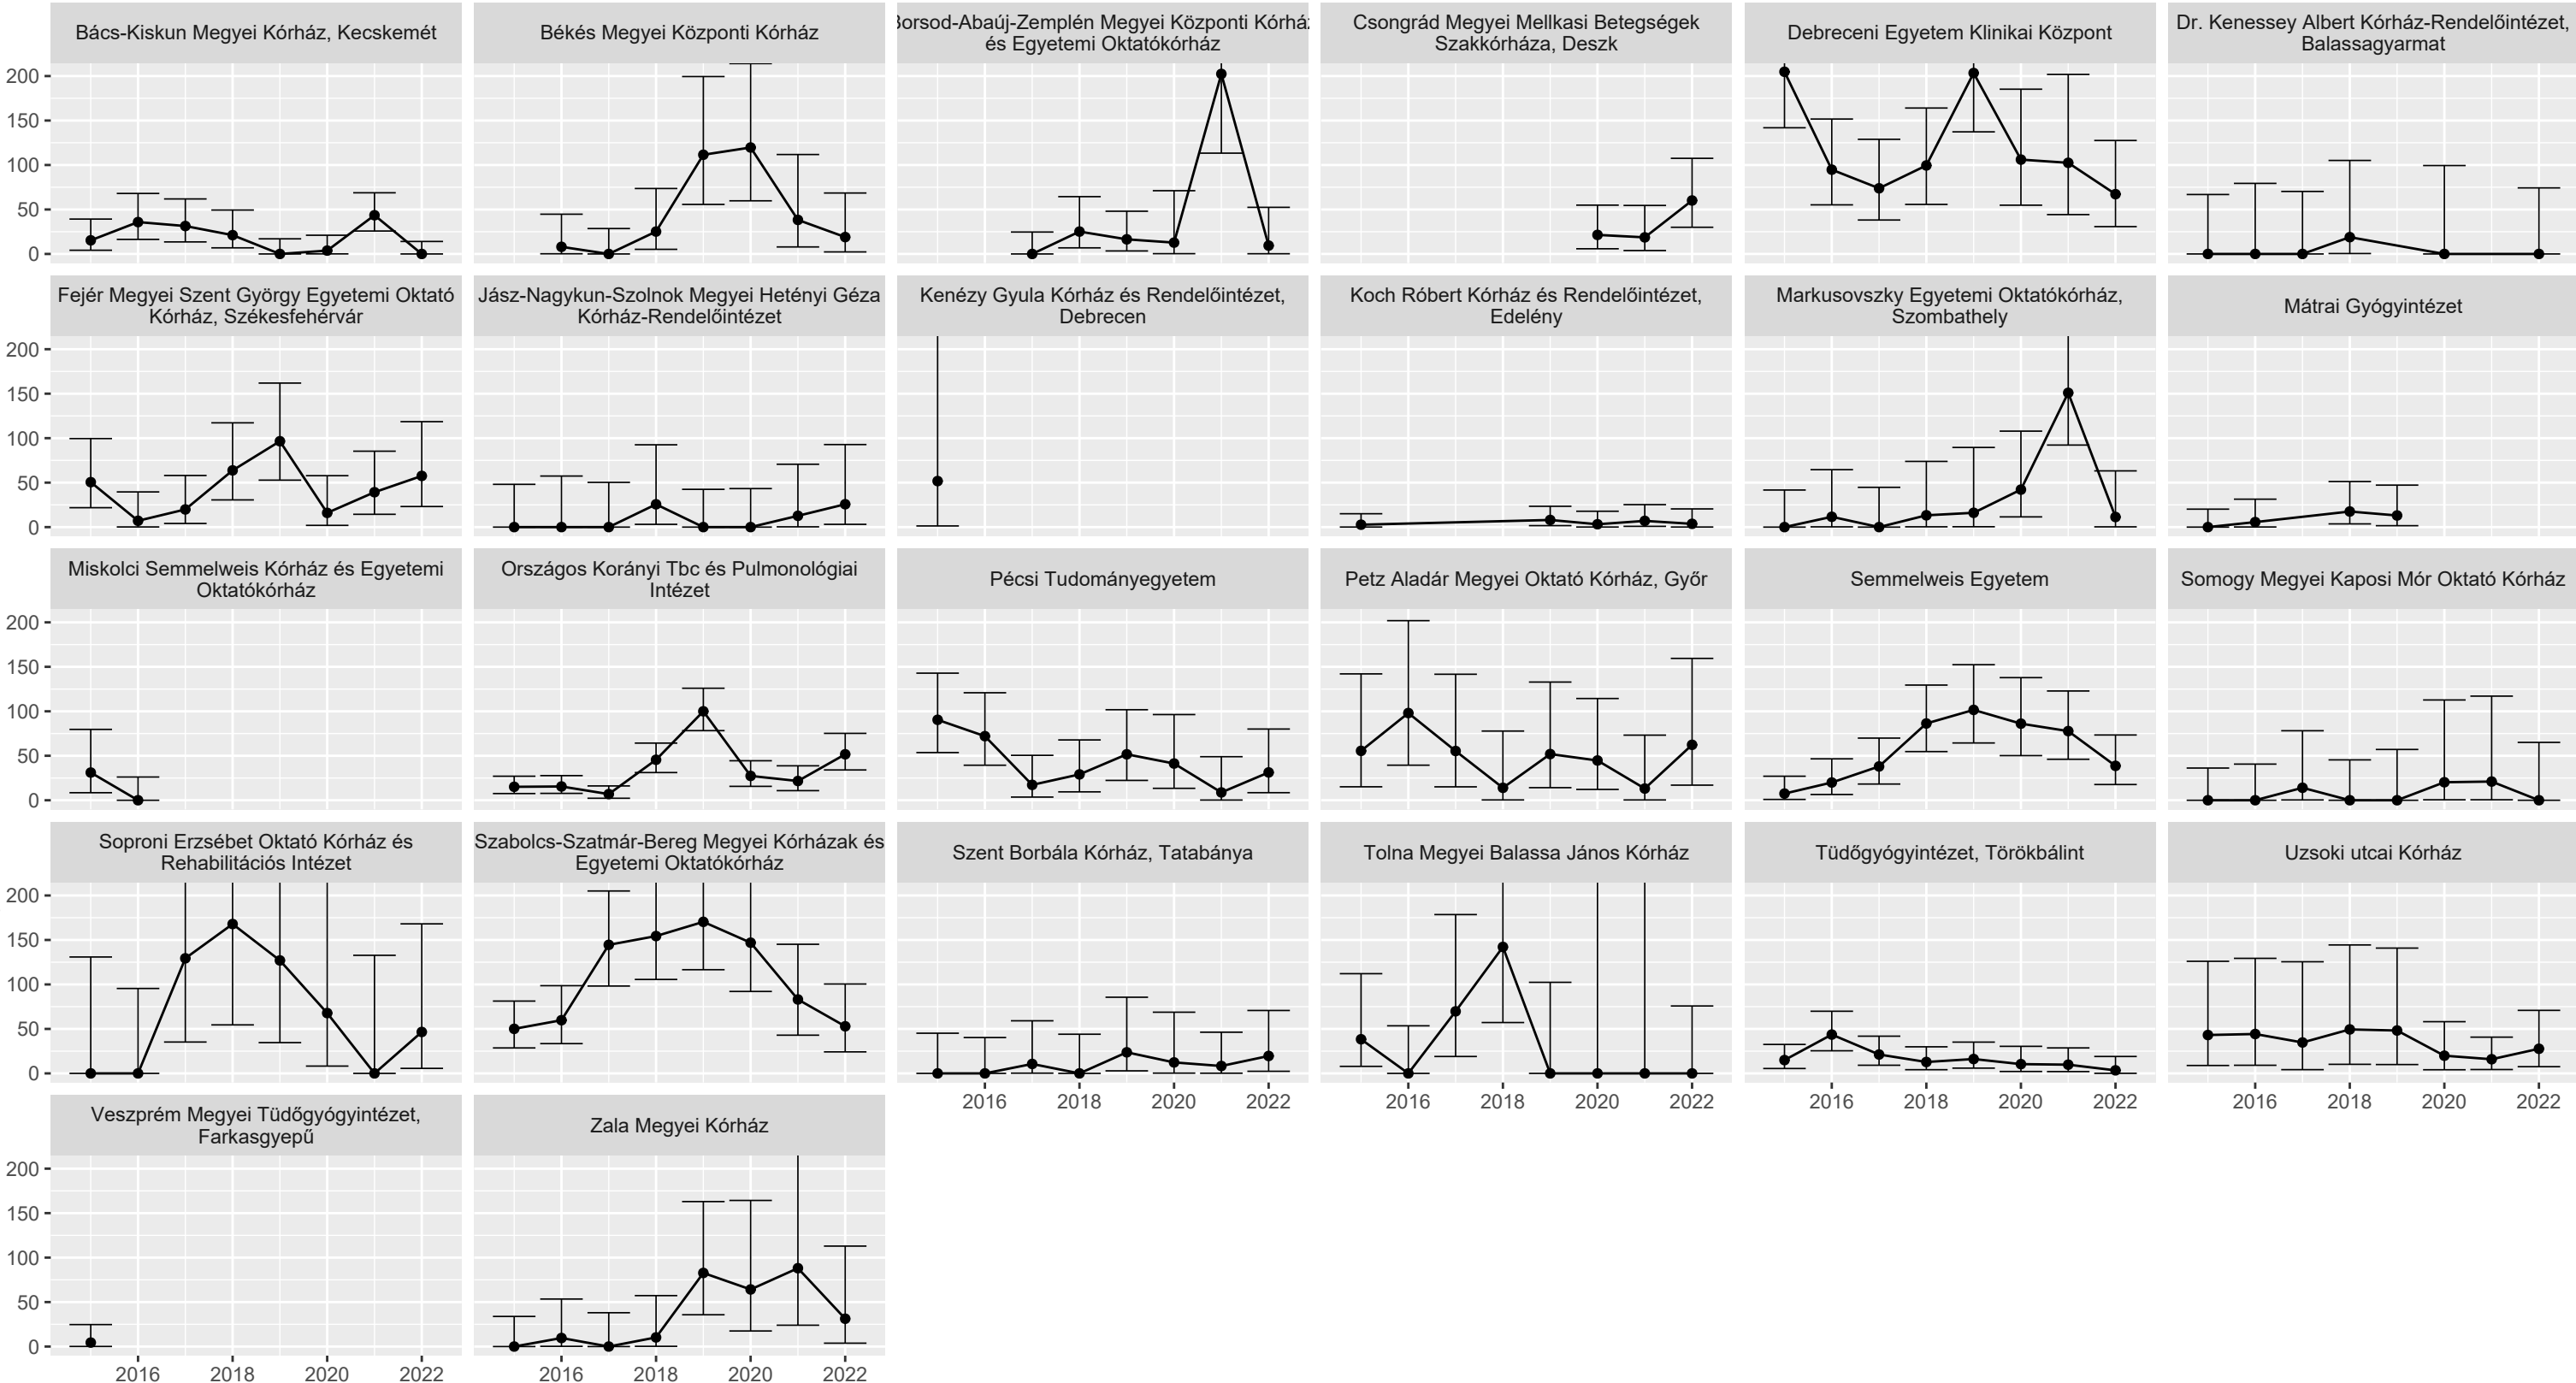 Bács-Kiskun Megyei Kórház, Kecskemét
Békés Megyei Központi Kórház
Borsod-Abaúj-Zemplén Megyei Központi Kórház
és Egyetemi Oktatókórház
Csongrád Megyei Mellkasi Betegségek
Szakkórháza, Deszk
Debreceni Egyetem Klinikai Központ
Dr. Kenessey Albert Kórház-Rendelőintézet,
Balassagyarmat
200
150
100
50
0
Fejér Megyei Szent György Egyetemi Oktató
Kórház, Székesfehérvár
Jász-Nagykun-Szolnok Megyei Hetényi Géza
Kórház-Rendelőintézet
Kenézy Gyula Kórház és Rendelőintézet,
Debrecen
Koch Róbert Kórház és Rendelőintézet,
Edelény
Markusovszky Egyetemi Oktatókórház,
Szombathely
Mátrai Gyógyintézet
200
150
100
50
0
Miskolci Semmelweis Kórház és Egyetemi
Oktatókórház
Országos Korányi Tbc és Pulmonológiai
Intézet
Pécsi Tudományegyetem
Petz Aladár Megyei Oktató Kórház, Győr
Semmelweis Egyetem
Somogy Megyei Kaposi Mór Oktató Kórház
200
150
100
50
0
Soproni Erzsébet Oktató Kórház és
Rehabilitációs Intézet
Szabolcs-Szatmár-Bereg Megyei Kórházak és
Egyetemi Oktatókórház
Szent Borbála Kórház, Tatabánya
Tolna Megyei Balassa János Kórház
Tüdőgyógyintézet, Törökbálint
Uzsoki utcai Kórház
200
150
100
50
0
2016 2018 2020 2022
2016 2018 2020 2022
2016 2018 2020 2022
2016 2018 2020 2022
Veszprém Megyei Tüdőgyógyintézet,
Farkasgyepű
Zala Megyei Kórház
200
150
100
50
0
2016 2018 2020 2022
2016 2018 2020 2022